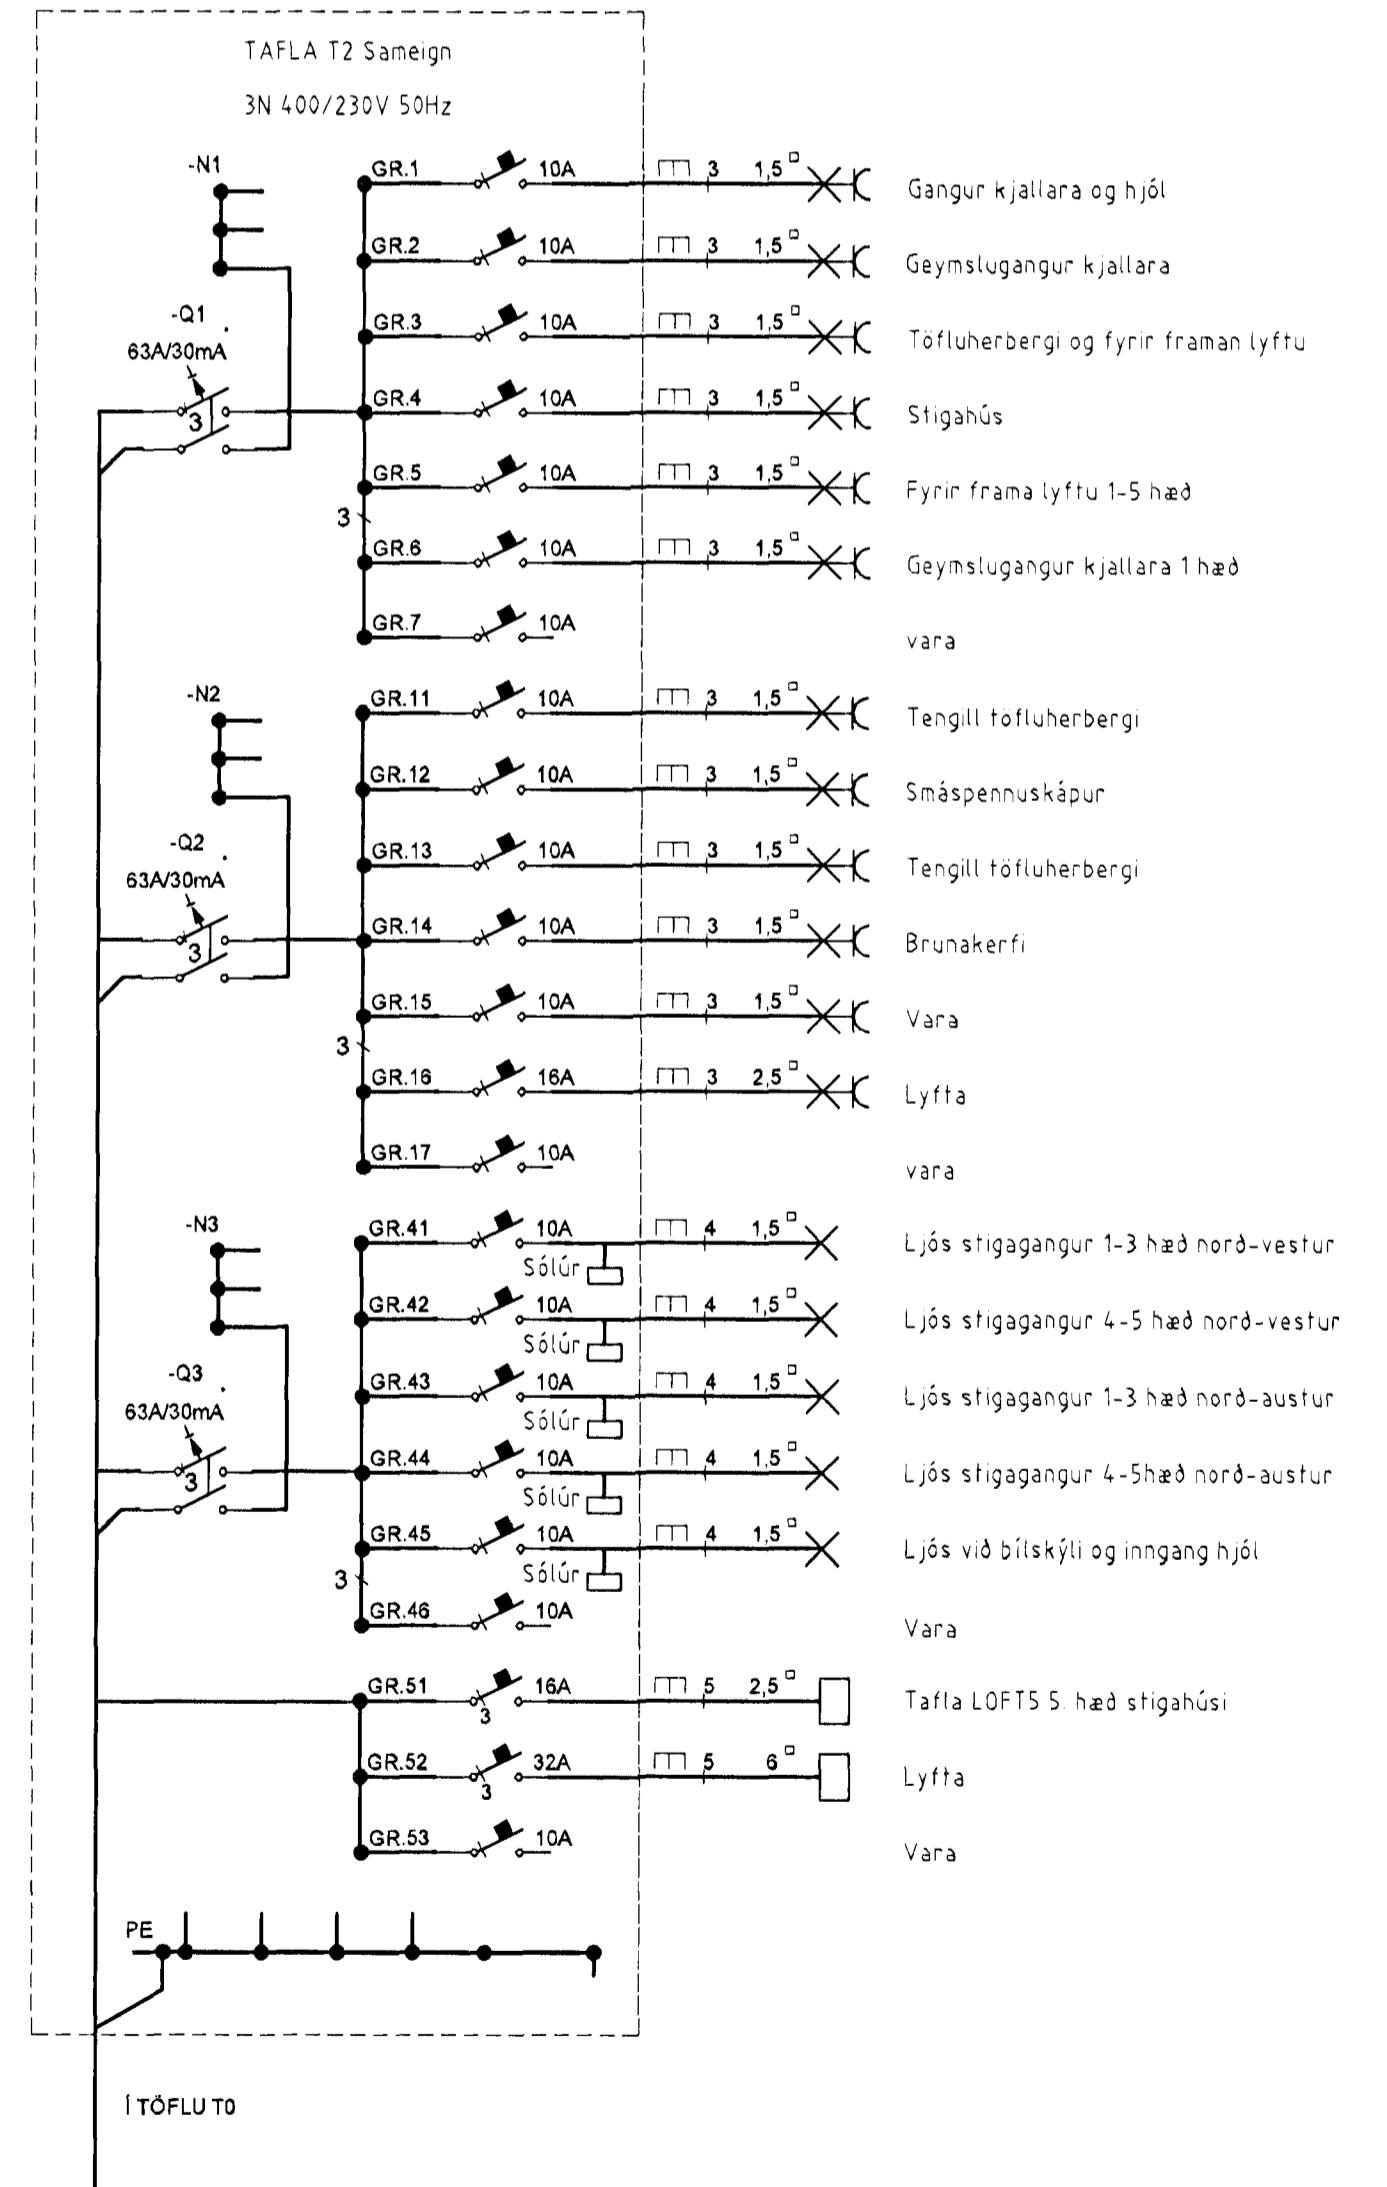 TAFLA T2 Sameign
3N 400/230V 50Hz
-N1
GR.1 10A 3 1,5 Gangur kjallara og hjól
GR.2 10A 3 1,5 Geymslugangur kjallara
-Q1
63A/30mA
GR.3 10A 3 1,5 Töfluherbergi og fyrir framan lyftu
3
GR.4 10A 3 1,5 Stigahús
GR.5 10A 3 1,5 Fyrir frama lyftu 1-5 hæð
3
GR.6 10A 3 1,5 Geymslugangur kjallara 1 hæð
GR.7 10A vara
-N2
GR.11 10A 3 1,5 Tengill töfluherbergi
GR.12 10A 3 1,5 Smáspennuskápur
-Q2
63A/30mA
GR.13 10A 3 1,5 Tengill töfluherbergi
3
GR.14 10A 3 1,5 Brunakerfi
GR.15 10A 3 1,5 Vara
3
GR.16 16A 3 2,5 Lyfta
GR.17 10A vara
-N3
GR.41 10A 4 1,5 Ljós stigagangur 1-3 hæð norð-vestur
Sólúr
GR.42 10A 4 1,5 Ljós stigagangur 4-5 hæð norð-vestur
Sólúr
-Q3
63A/30mA
GR.43 10A 4 1,5 Ljós stigagangur 1-3 hæð norð-austur
Sólúr
3
GR.44 10A 4 1,5 Ljós stigagangur 4-5hæð norð-austur
Sólúr
GR.45 10A 4 1,5 Ljós við bílskýli og inngang hjól
Sólúr
3
GR.46 10A Vara
GR.51 16A 5 2,5 Tafla LOFT5 5. hæð stigahúsi
3
GR.52 32A 5 6 Lyfta
3
GR.53 10A Vara
PE
Í TÖFLU T0